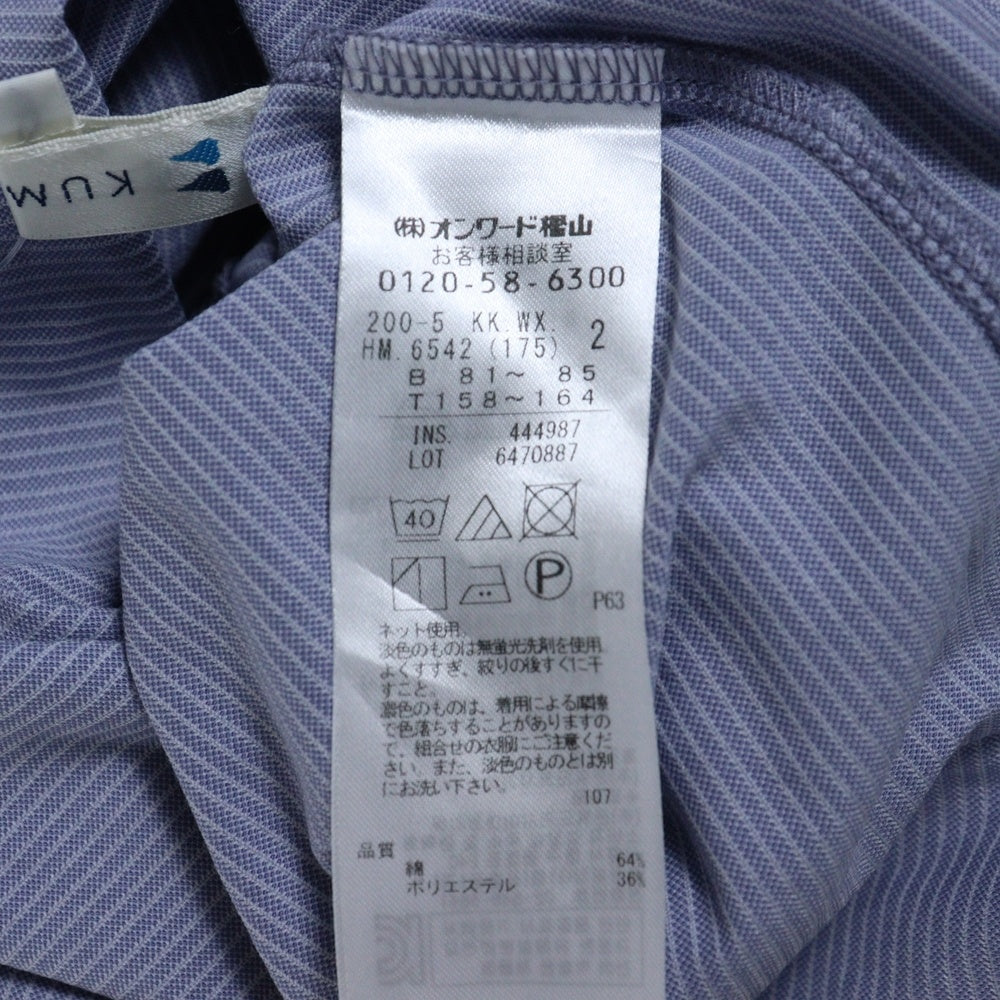 KUM
(株)オンワード樫山
お客様相談室
0120-58-6300
200-5 KK.WX. 2
HM.6542 (175)
B 81～ 85
T158～164
INS. 444987
LOT 6470887
40
P
P63
ネット使用。
淡色のものは無蛍光洗剤を使用
よくすすぎ、絞りの後すぐに干
すこと。
濃色のものは、着用による摩擦
で色落ちすることがありますの
で、組合せの衣服にご注意くだ
さい。また、淡色のものとは別
にお洗い下さい。
107
品質
綿 64%
ポリエステル 36%